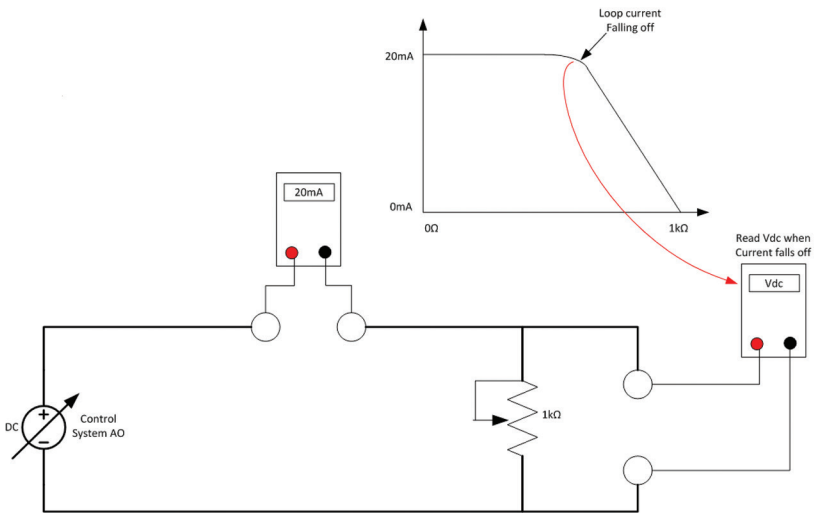 Loop current
Falling off
20mA
0mA
0Ω
1kΩ
20mA
Read Vdc when
Current falls off
Vdc
DC
+
−
Control
System AO
1kΩ